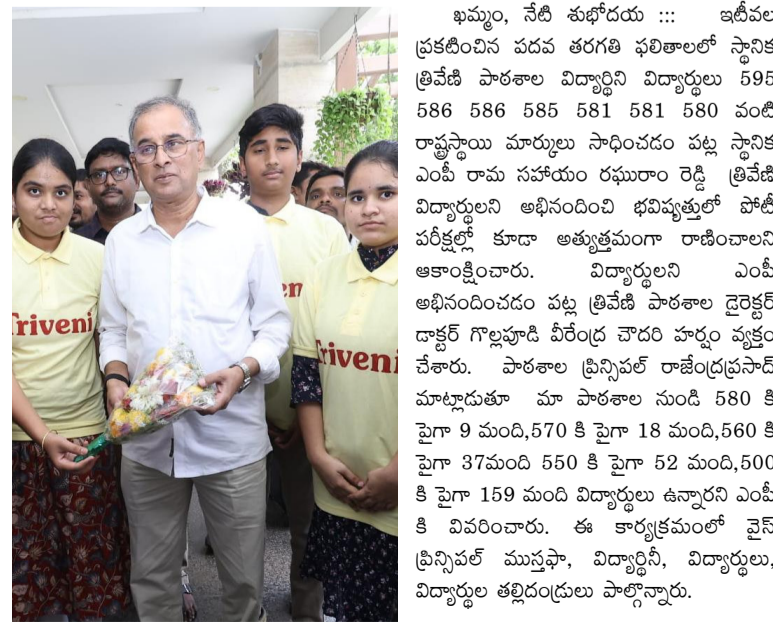 Triveni
en
Triveni
ఖమ్మం, నేటి శుభోదయ ::: ఇటీవల
ప్రకటించిన పదవ తరగతి ఫలితాలలో స్థానిక
త్రివేణి పాఠశాల విద్యార్థిని విద్యార్థులు 595
586 586 585 581 581 580 వంటి
రాష్ట్రస్థాయి మార్కులు సాధించడం పట్ల స్థానిక
ఎంపీ రామ సహాయం రఘురాం రెడ్డి త్రివేణి
విద్యార్థులని అభినందించి భవిష్యత్తులో పోటీ
పరీక్షల్లో కూడా అత్యుత్తమంగా రాణించాలని
ఆకాంక్షించారు. విద్యార్థులని ఎంపీ
అభినందించడం పట్ల త్రివేణి పాఠశాల డైరెక్టర్
డాక్టర్ గొల్లపూడి వీరేంద్ర చౌదరి హర్షం వ్యక్తం
చేశారు. పాఠశాల ప్రిన్సిపల్ రాజేంద్రప్రసాద్
మాట్లాడుతూ మా పాఠశాల నుండి 580 కి
పైగా 9 మంది,570 కి పైగా 18 మంది,560 కి
పైగా 37మంది 550 కి పైగా 52 మంది,500
కి పైగా 159 మంది విద్యార్థులు ఉన్నారని ఎంపీ
కి వివరించారు. ఈ కార్యక్రమంలో వైస్
ప్రిన్సిపల్ ముస్తఫా, విద్యార్థినీ, విద్యార్థులు,
విద్యార్థుల తల్లిదండ్రులు పాల్గొన్నారు.